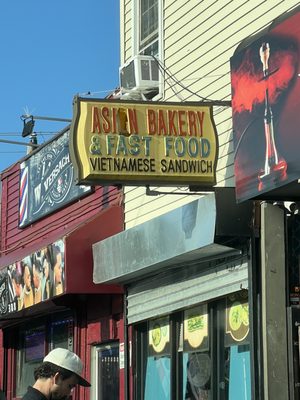 ASIAN BAKERY
& FAST FOOD
VIETNAMESE SANDWICH